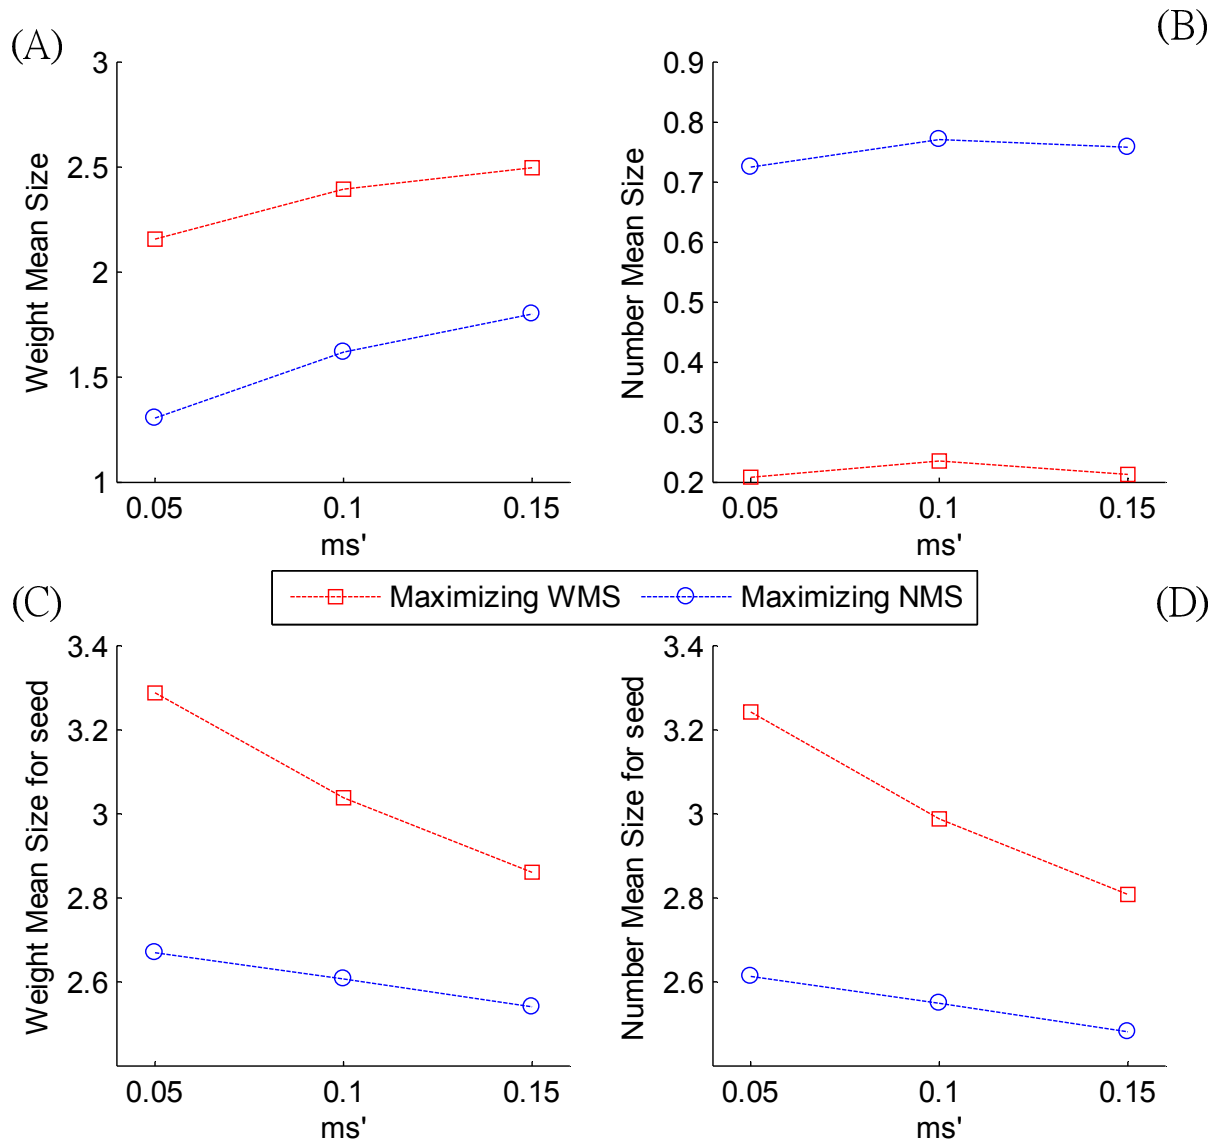 (A)
3
2.5
2
1.5
1
Weight Mean Size
0.05 0.1 0.15
ms'
(B)
0.9
0.8
0.7
0.6
0.5
0.4
0.3
0.2
Number Mean Size
0.05 0.1 0.15
ms'
Maximizing WMS Maximizing NMS
(C)
3.4
3.2
3
2.8
2.6
Weight Mean Size for seed
0.05 0.1 0.15
ms'
(D)
3.4
3.2
3
2.8
2.6
Number Mean Size for seed
0.05 0.1 0.15
ms'